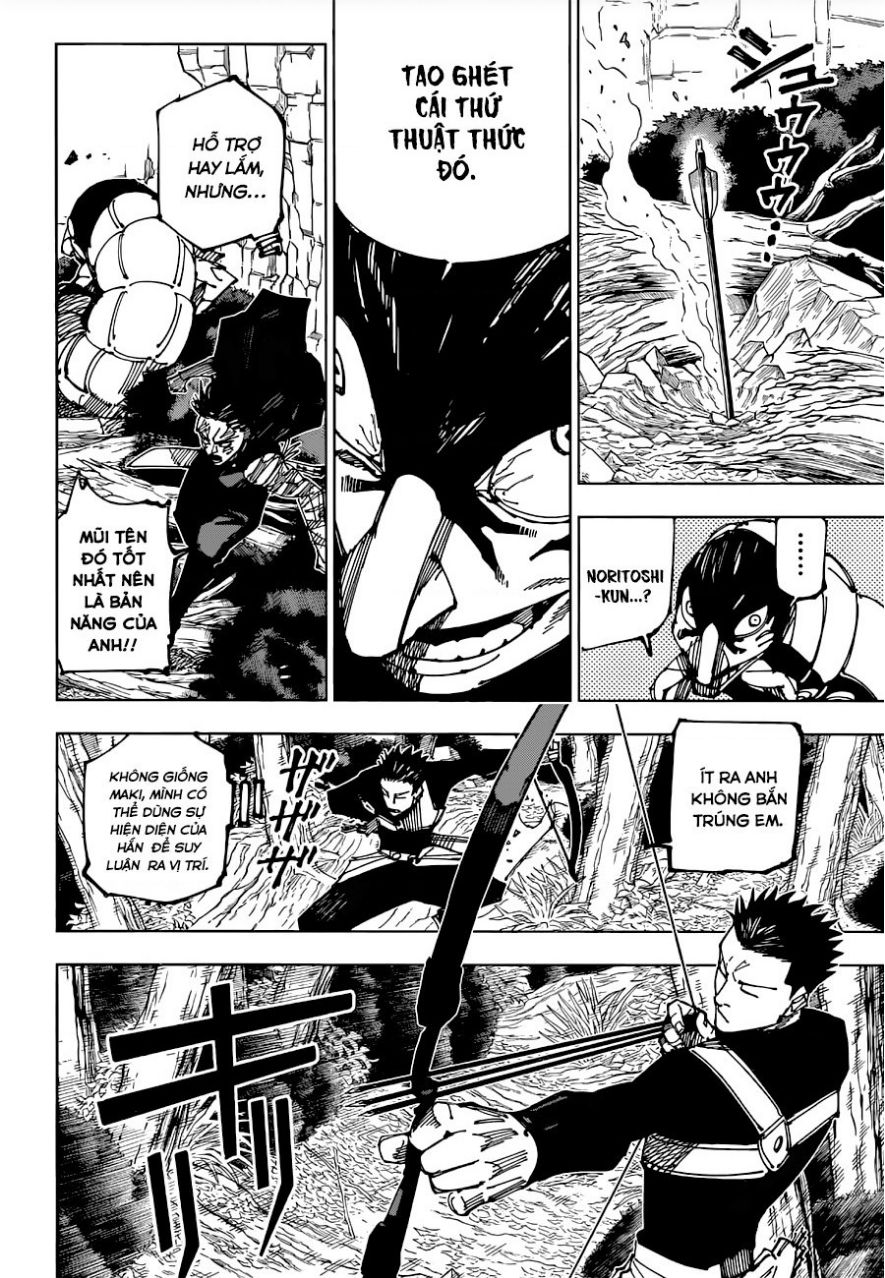 シュウウウ…
……
NORITOSHI
-KUN...?
TAO GHÉT
CÁI THỨ
THUẬT THỨC
ĐÓ.
HỖ TRỢ
HAY LẮM,
NHƯNG...
MŨI TÊN
ĐÓ TỐT
NHẤT NÊN
LÀ BẢN
NĂNG CỦA
ANH!!
ÍT RA ANH
KHÔNG BẮN
TRÚNG EM.
ザザザ
KHÔNG GIỐNG
MAKI, MÌNH CÓ
THỂ DÙNG SỰ
HIỆN DIỆN CỦA
HẮN ĐỂ SUY
LUẬN RA VỊ TRÍ.
キリリ